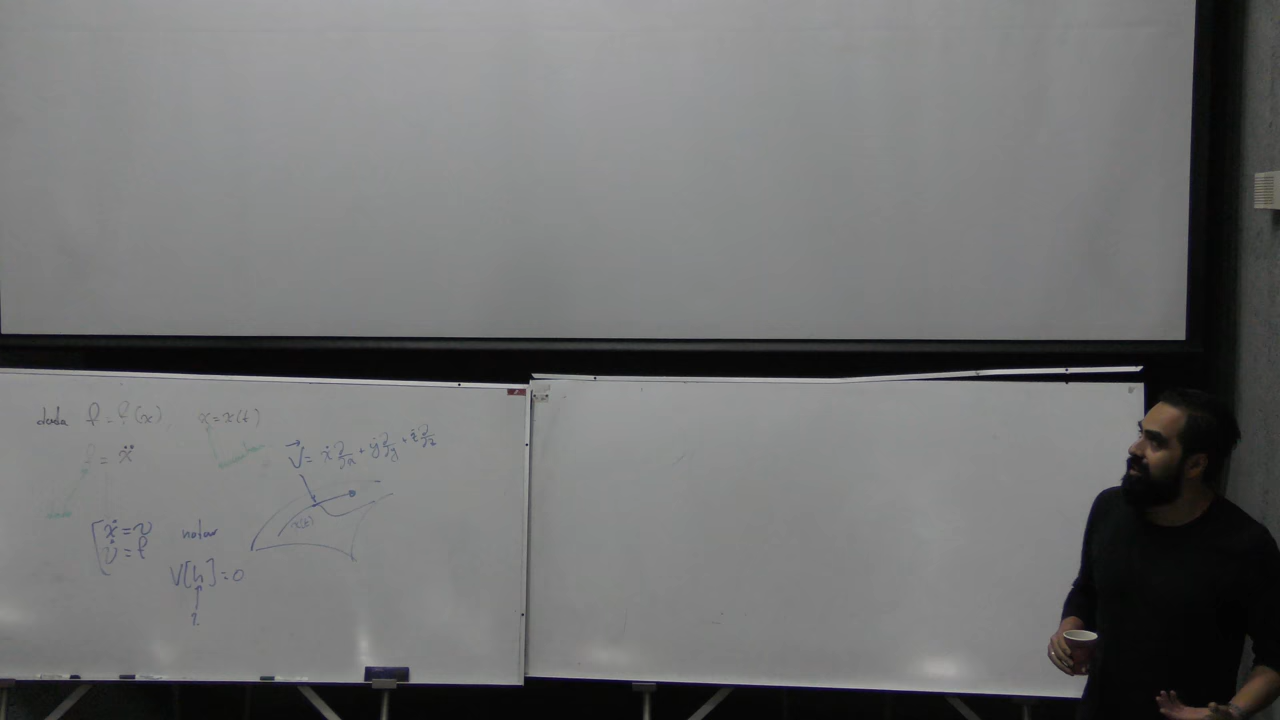 dada f = f(x), x = x(t)
f = ẍ
V⃗ = ẋ ∂/∂x + ẏ ∂/∂y + ż ∂/∂z
x(t)
ẋ = v notar
v̇ = f
V[h] = 0